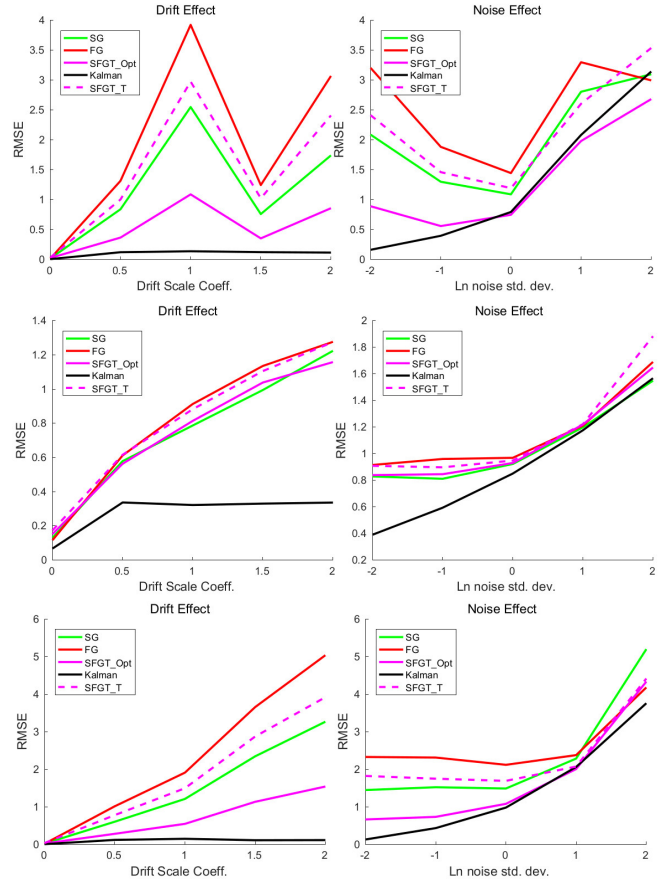 Drift Effect
4
3.5
3
2.5
2
1.5
1
0.5
0
RMSE
SG
FG
SFGT_Opt
Kalman
SFGT_T
0 0.5 1 1.5 2
Drift Scale Coeff.
Noise Effect
4
3.5
3
2.5
2
1.5
1
0.5
0
RMSE
SG
FG
SFGT_Opt
Kalman
SFGT_T
-2 -1 0 1 2
Ln noise std. dev.
Drift Effect
1.4
1.2
1
0.8
0.6
0.4
0.2
0
RMSE
SG
FG
SFGT_Opt
Kalman
SFGT_T
0 0.5 1 1.5 2
Drift Scale Coeff.
Noise Effect
2
1.8
1.6
1.4
1.2
1
0.8
0.6
0.4
0.2
RMSE
SG
FG
SFGT_Opt
Kalman
SFGT_T
-2 -1 0 1 2
Ln noise std. dev.
Drift Effect
6
5
4
3
2
1
0
RMSE
SG
FG
SFGT_Opt
Kalman
SFGT_T
0 0.5 1 1.5 2
Drift Scale Coeff.
Noise Effect
6
5
4
3
2
1
0
RMSE
SG
FG
SFGT_Opt
Kalman
SFGT_T
-2 -1 0 1 2
Ln noise std. dev.